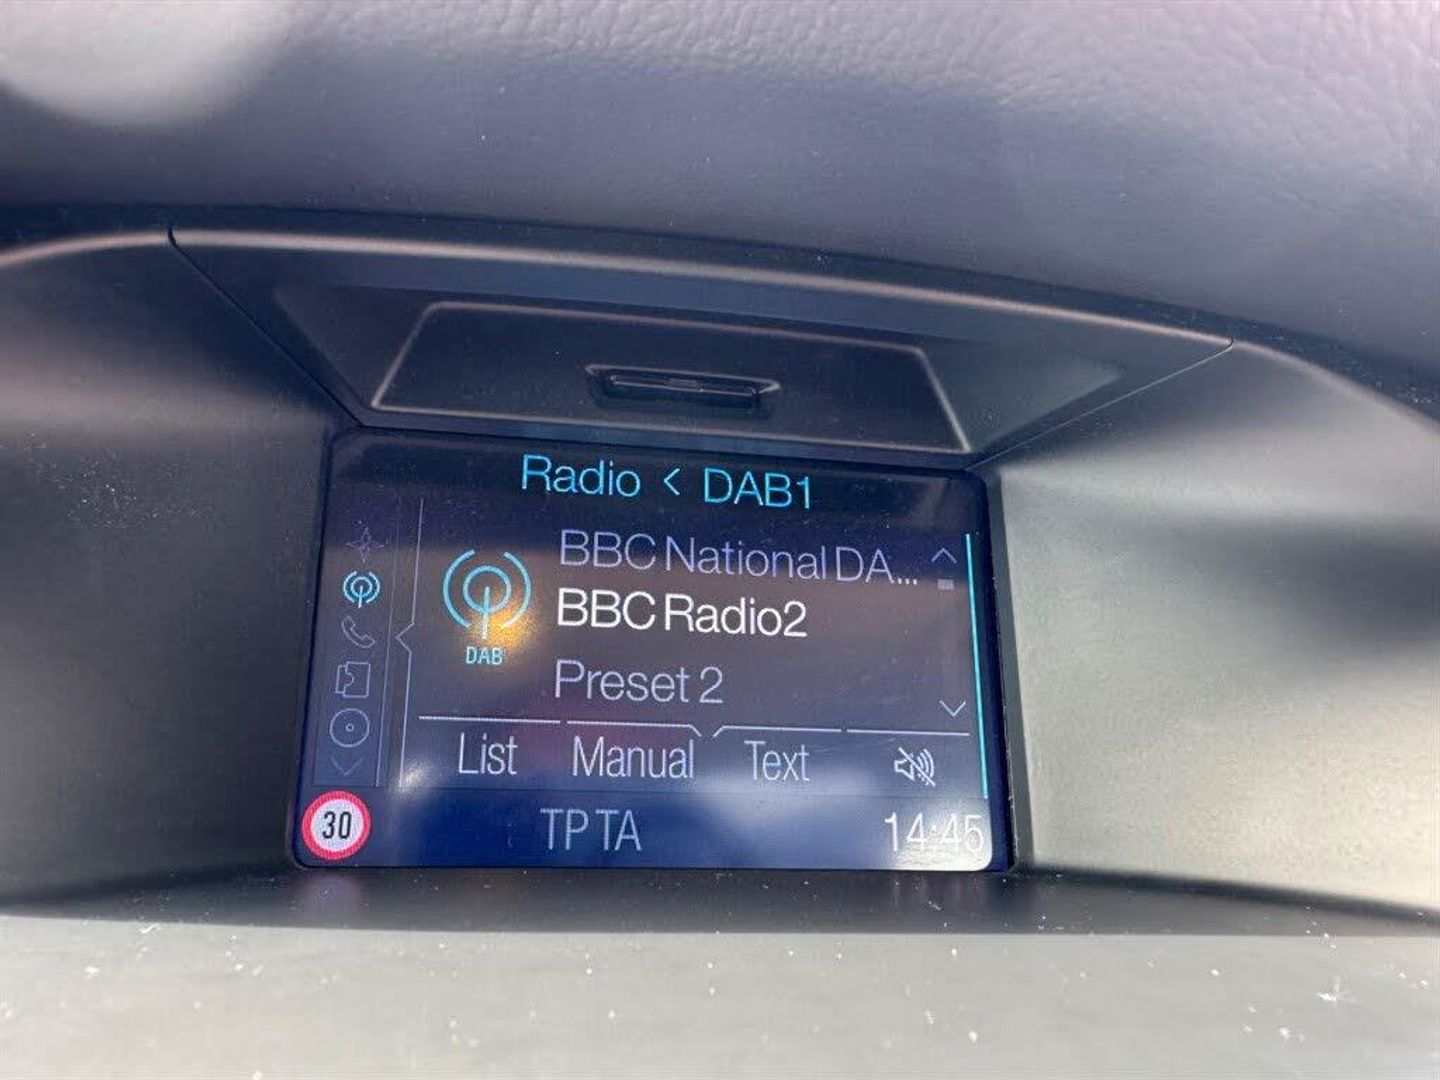 Radio < DAB1
BBC National DA...
BBC Radio2
DAB
Preset 2
List Manual Text
30 TP TA 14:45